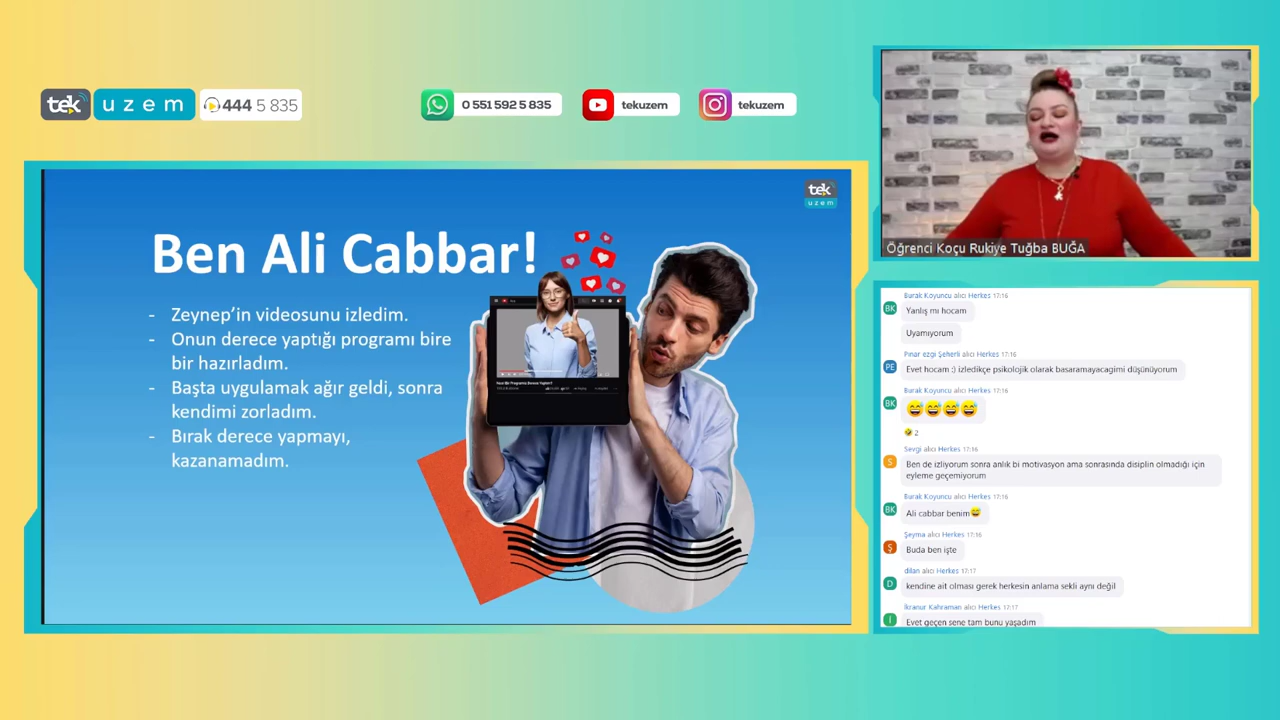 tek uzem 444 5 835
0 551 592 5 835
tekuzem
tekuzem
tek
uzem
Ben Ali Cabbar!
- Zeynep'in videosunu izledim.
- Onun derece yaptığı programı bire
bir hazırladım.
- Başta uygulamak ağır geldi, sonra
kendimi zorladım.
- Bırak derece yapmayı,
kazanamadım.
Öğrenci Koçu Rukiye Tuğba BUĞA
Burak Koyuncu alıcı Herkes 17:16
BK
Yanlış mı hocam
Uyamıyorum
Pınar ezgi Şeherli alıcı Herkes 17:16
PE
Evet hocam :) izledikçe psikolojik olarak basaramayacagimi düşünüyorum
Burak Koyuncu alıcı Herkes 17:16
BK
2
Sevgi alıcı Herkes 17:16
S
Ben de izliyorum sonra anlık bi motivasyon ama sonrasında disiplin olmadığı için
eyleme geçemiyorum
Burak Koyuncu alıcı Herkes 17:16
BK
Ali cabbar benim
Şeyma alıcı Herkes 17:16
Ş
Buda ben işte
dilan alıcı Herkes 17:17
D
kendine ait olması gerek herkesin anlama sekli aynı değil
İkranur Kahraman alıcı Herkes 17:17
İ
Evet geçen sene tam bunu yaşadım